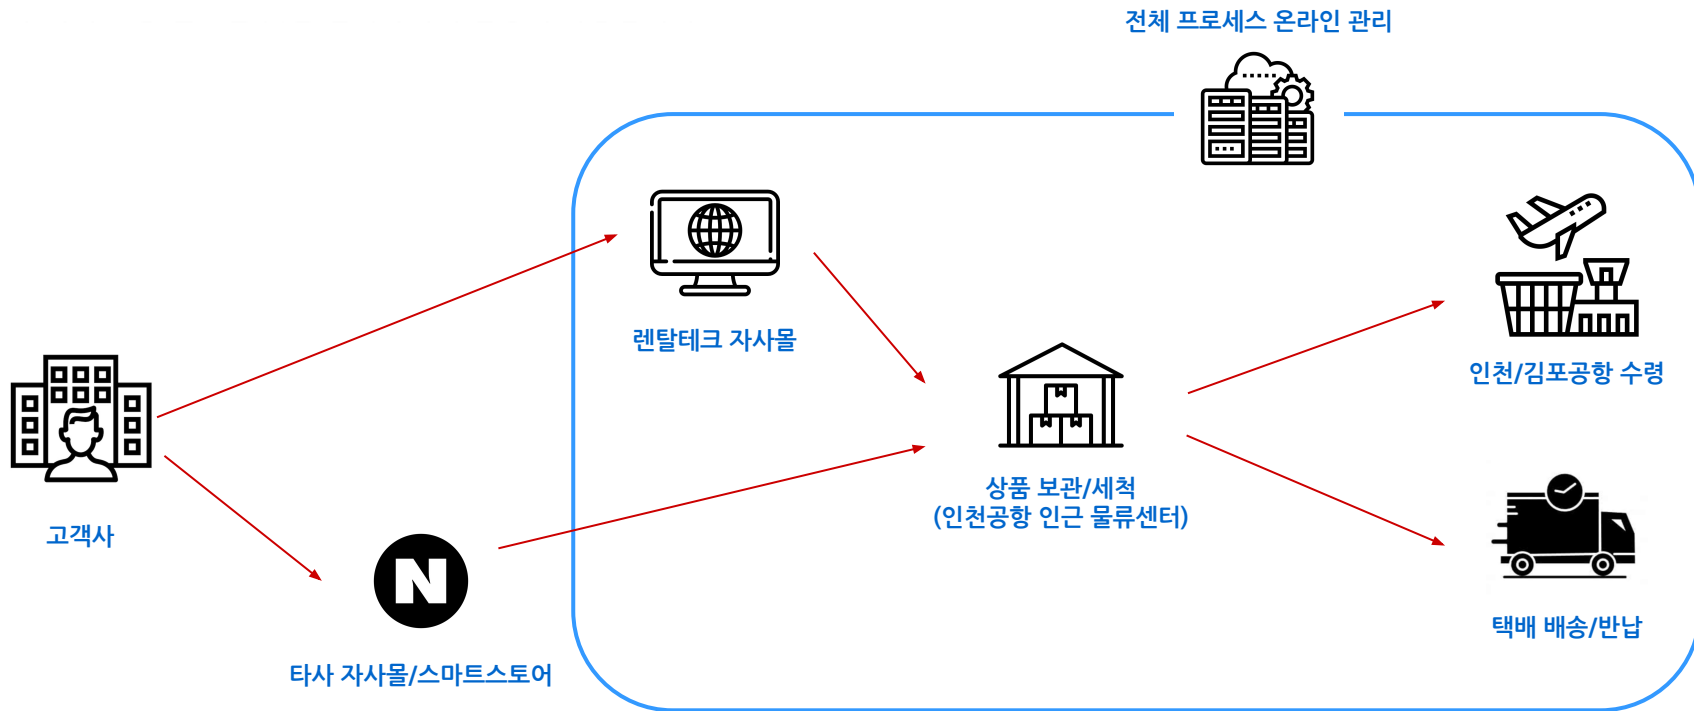 전체 프로세스 온라인 관리
렌탈테크 자사몰
인천/김포공항 수령
상품 보관/세척
(인천공항 인근 물류센터)
고객사
N
타사 자사몰/스마트스토어
택배 배송/반납